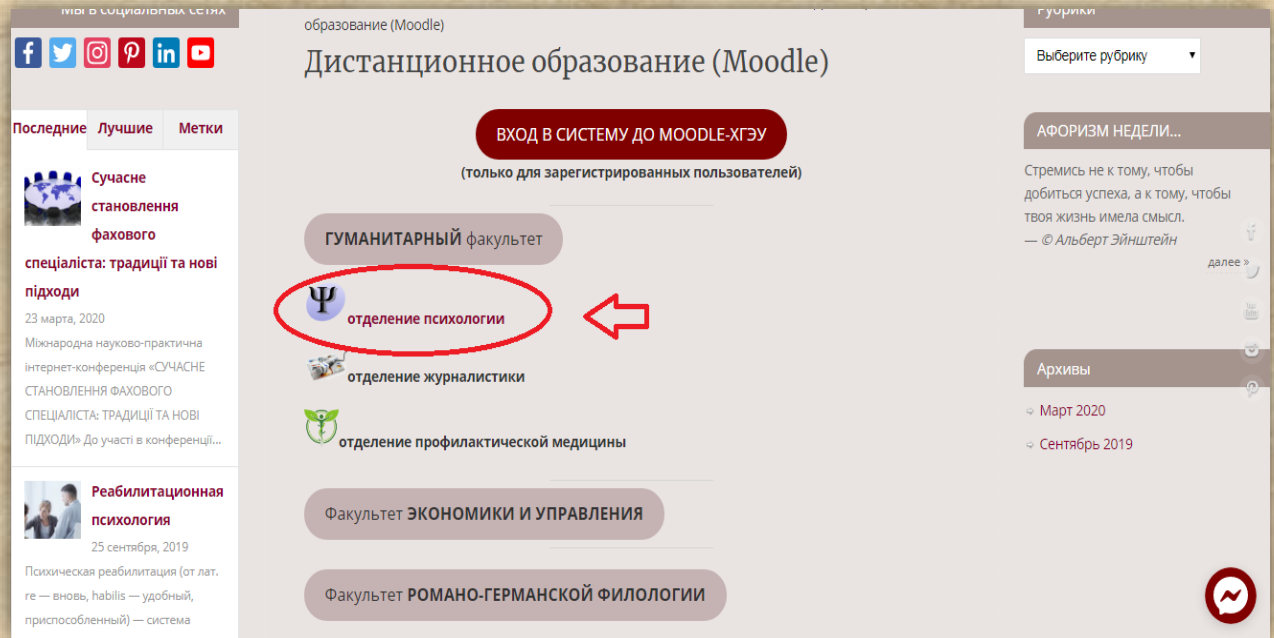 Мы в социальных сетях
Последние Лучшие Метки
Сучасне
становлення
фахового
спеціаліста: традиції та нові
підходи
23 марта, 2020
Міжнародна науково-практична
інтернет-конференція «СУЧАСНЕ
СТАНОВЛЕННЯ ФАХОВОГО
СПЕЦІАЛІСТА: ТРАДИЦІЇ ТА НОВІ
ПІДХОДИ» До участі в конференції...
Реабилитационная
психология
25 сентября, 2019
Психическая реабилитация (от лат.
re — вновь, habilis — удобный,
приспособленный) — система
образование (Moodle)
Дистанционное образование (Moodle)
ВХОД В СИСТЕМУ ДО MOODLE-ХГЭУ
(только для зарегистрированных пользователей)
ГУМАНИТАРНЫЙ факультет
Ψ
отделение психологии
отделение журналистики
отделение профилактической медицины
Факультет ЭКОНОМИКИ И УПРАВЛЕНИЯ
Факультет РОМАНО-ГЕРМАНСКОЙ ФИЛОЛОГИИ
Рубрики
Выберите рубрику
АФОРИЗМ НЕДЕЛИ...
Стремись не к тому, чтобы
добиться успеха, а к тому, чтобы
твоя жизнь имела смысл.
— © Альберт Эйнштейн
далее »
Архивы
Март 2020
Сентябрь 2019